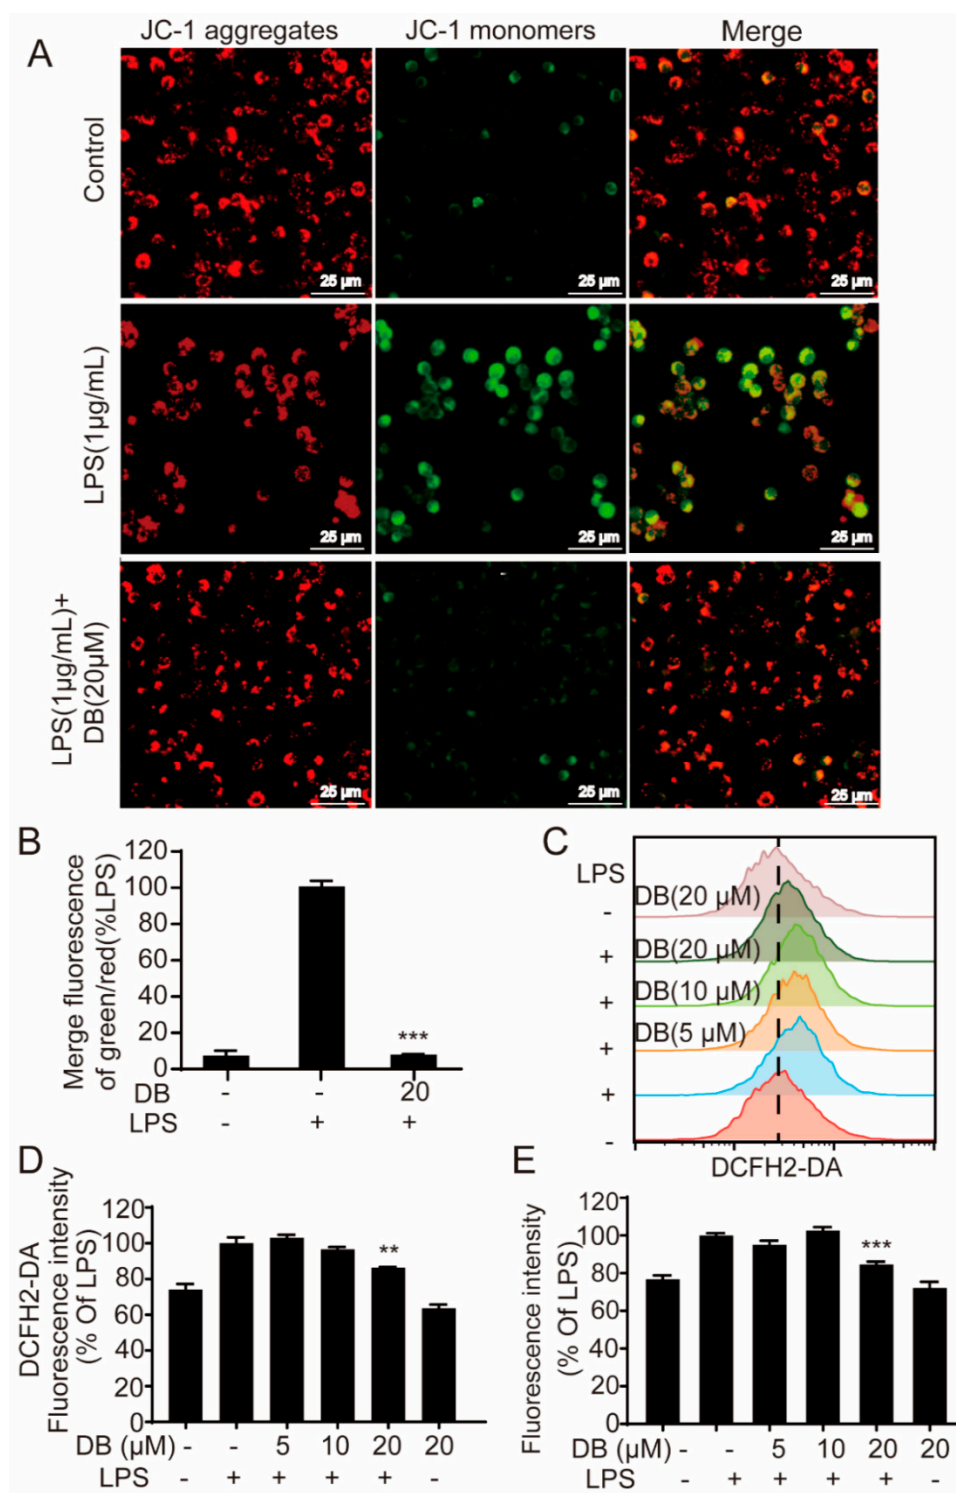 A
JC-1 aggregates JC-1 monomers Merge
Control
25 µm 25 µm 25 µm
LPS(1µg/mL)
25 µm 25 µm 25 µm
LPS(1µg/mL)+
DB(20µM)
25 µm 25 µm 25 µm
B
Merge fluorescence
of green/red(%LPS)
120
100
80
60
40
20
0
***
DB - - 20
LPS - + +
C
LPS
- DB(20 µM)
+ DB(20 µM)
+ DB(10 µM)
+ DB(5 µM)
+
-
DCFH2-DA
D
DCFH2-DA
Fluorescence intensity
(% Of LPS)
120
100
80
60
40
20
0
**
DB (µM) - - 5 10 20 20
LPS - + + + + -
E
Fluorescence intensity
(% Of LPS)
120
100
80
60
40
20
0
***
DB (µM) - - 5 10 20 20
LPS - + + + + -